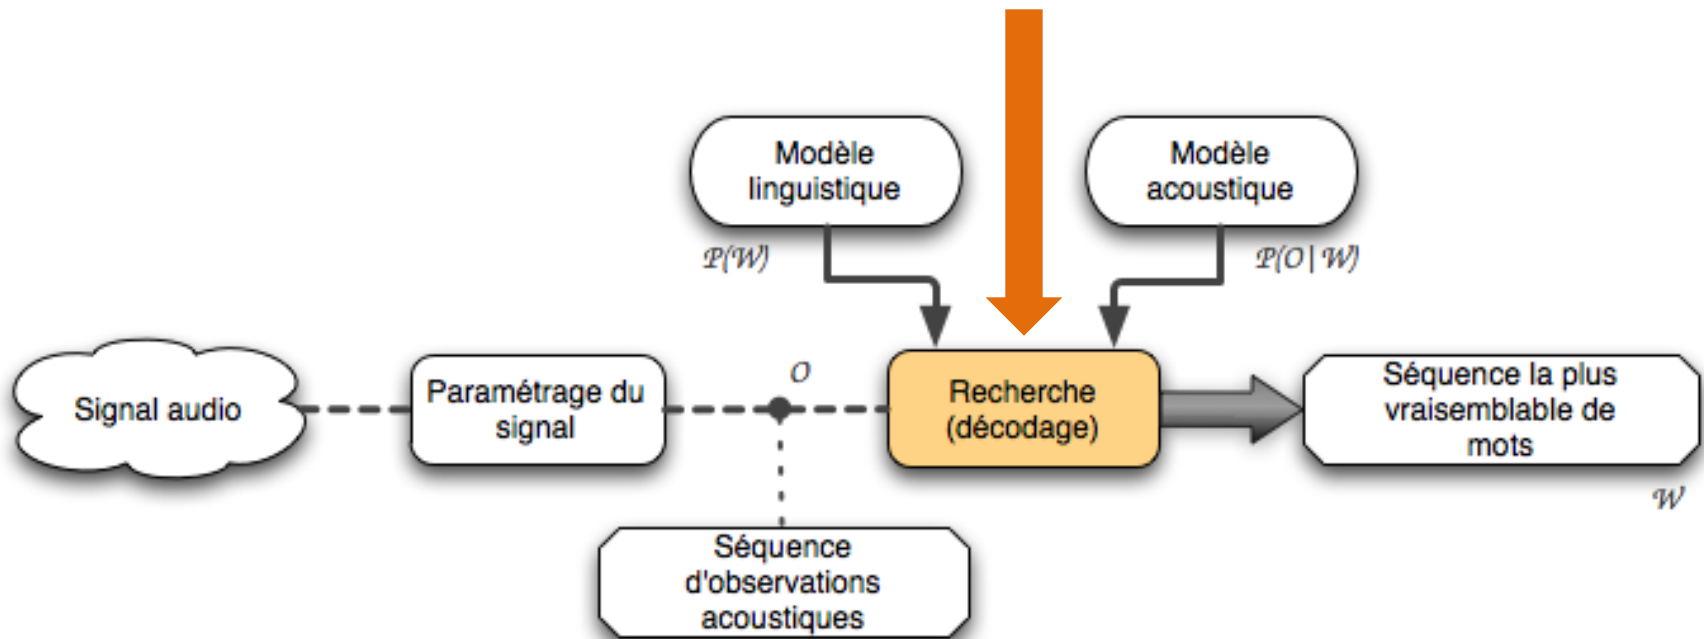 Modèle
linguistique
Modèle
acoustique
P(W)
P(O|W)
Signal audio
Paramétrage du
signal
O
Recherche
(décodage)
Séquence la plus
vraisemblable de
mots
W
Séquence
d'observations
acoustiques